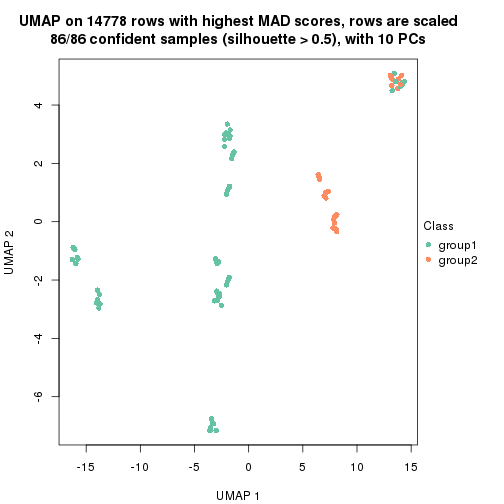 UMAP on 14778 rows with highest MAD scores, rows are scaled
86/86 confident samples (silhouette > 0.5), with 10 PCs
4
2
0
-2
-4
-6
UMAP 2
Class
group1
group2
-15
-10
-5
0
5
10
15
UMAP 1